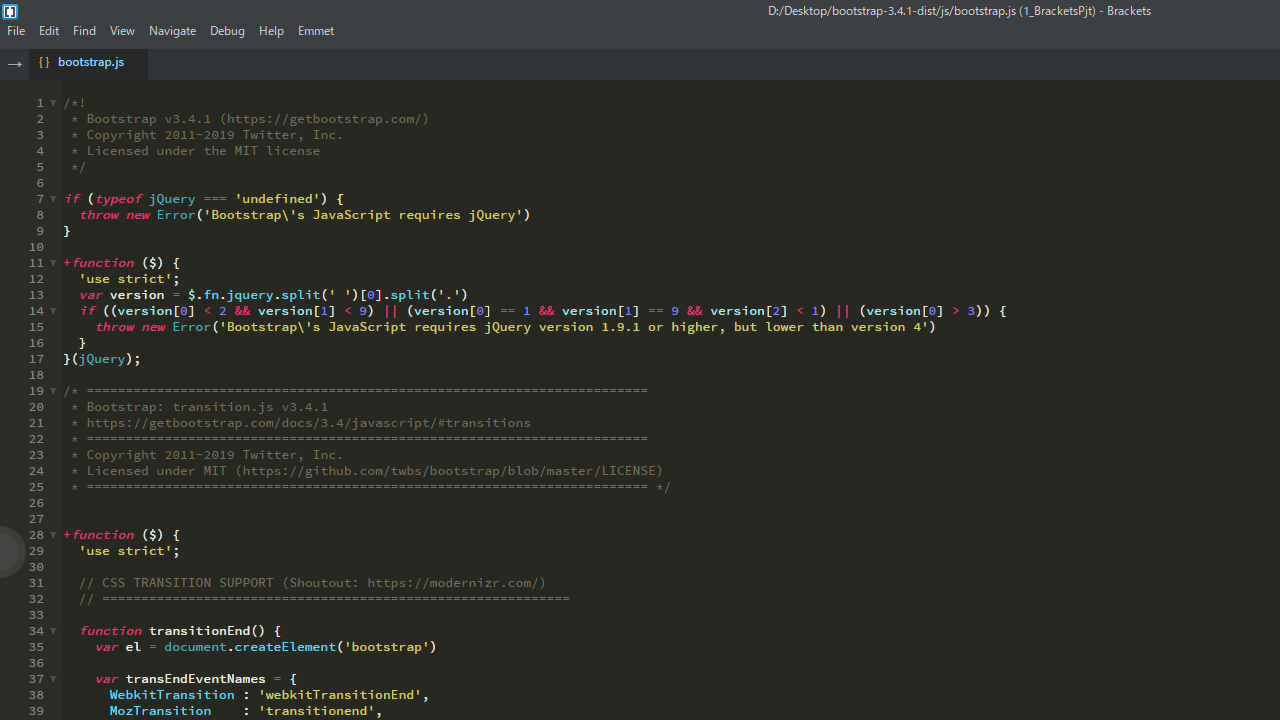 D:/Desktop/bootstrap-3.4.1-dist/js/bootstrap.js (1_BracketsPjt) - Brackets
File Edit Find View Navigate Debug Help Emmet
→ {} bootstrap.js
1 /*!
2  * Bootstrap v3.4.1 (https://getbootstrap.com/)
3  * Copyright 2011-2019 Twitter, Inc.
4  * Licensed under the MIT license
5  */
6
7 if (typeof jQuery === 'undefined') {
8   throw new Error('Bootstrap\'s JavaScript requires jQuery')
9 }
10
11 +function ($) {
12   'use strict';
13   var version = $.fn.jquery.split(' ')[0].split('.')
14   if ((version[0] < 2 && version[1] < 9) || (version[0] == 1 && version[1] == 9 && version[2] < 1) || (version[0] > 3)) {
15     throw new Error('Bootstrap\'s JavaScript requires jQuery version 1.9.1 or higher, but lower than version 4')
16   }
17 }(jQuery);
18
19 /* ========================================================================
20  * Bootstrap: transition.js v3.4.1
21  * https://getbootstrap.com/docs/3.4/javascript/#transitions
22  * ========================================================================
23  * Copyright 2011-2019 Twitter, Inc.
24  * Licensed under MIT (https://github.com/twbs/bootstrap/blob/master/LICENSE)
25  * ======================================================================== */
26
27
28 +function ($) {
29   'use strict';
30
31   // CSS TRANSITION SUPPORT (Shoutout: https://modernizr.com/)
32   // ============================================================
33
34   function transitionEnd() {
35     var el = document.createElement('bootstrap')
36
37     var transEndEventNames = {
38       WebkitTransition : 'webkitTransitionEnd',
39       MozTransition    : 'transitionend',